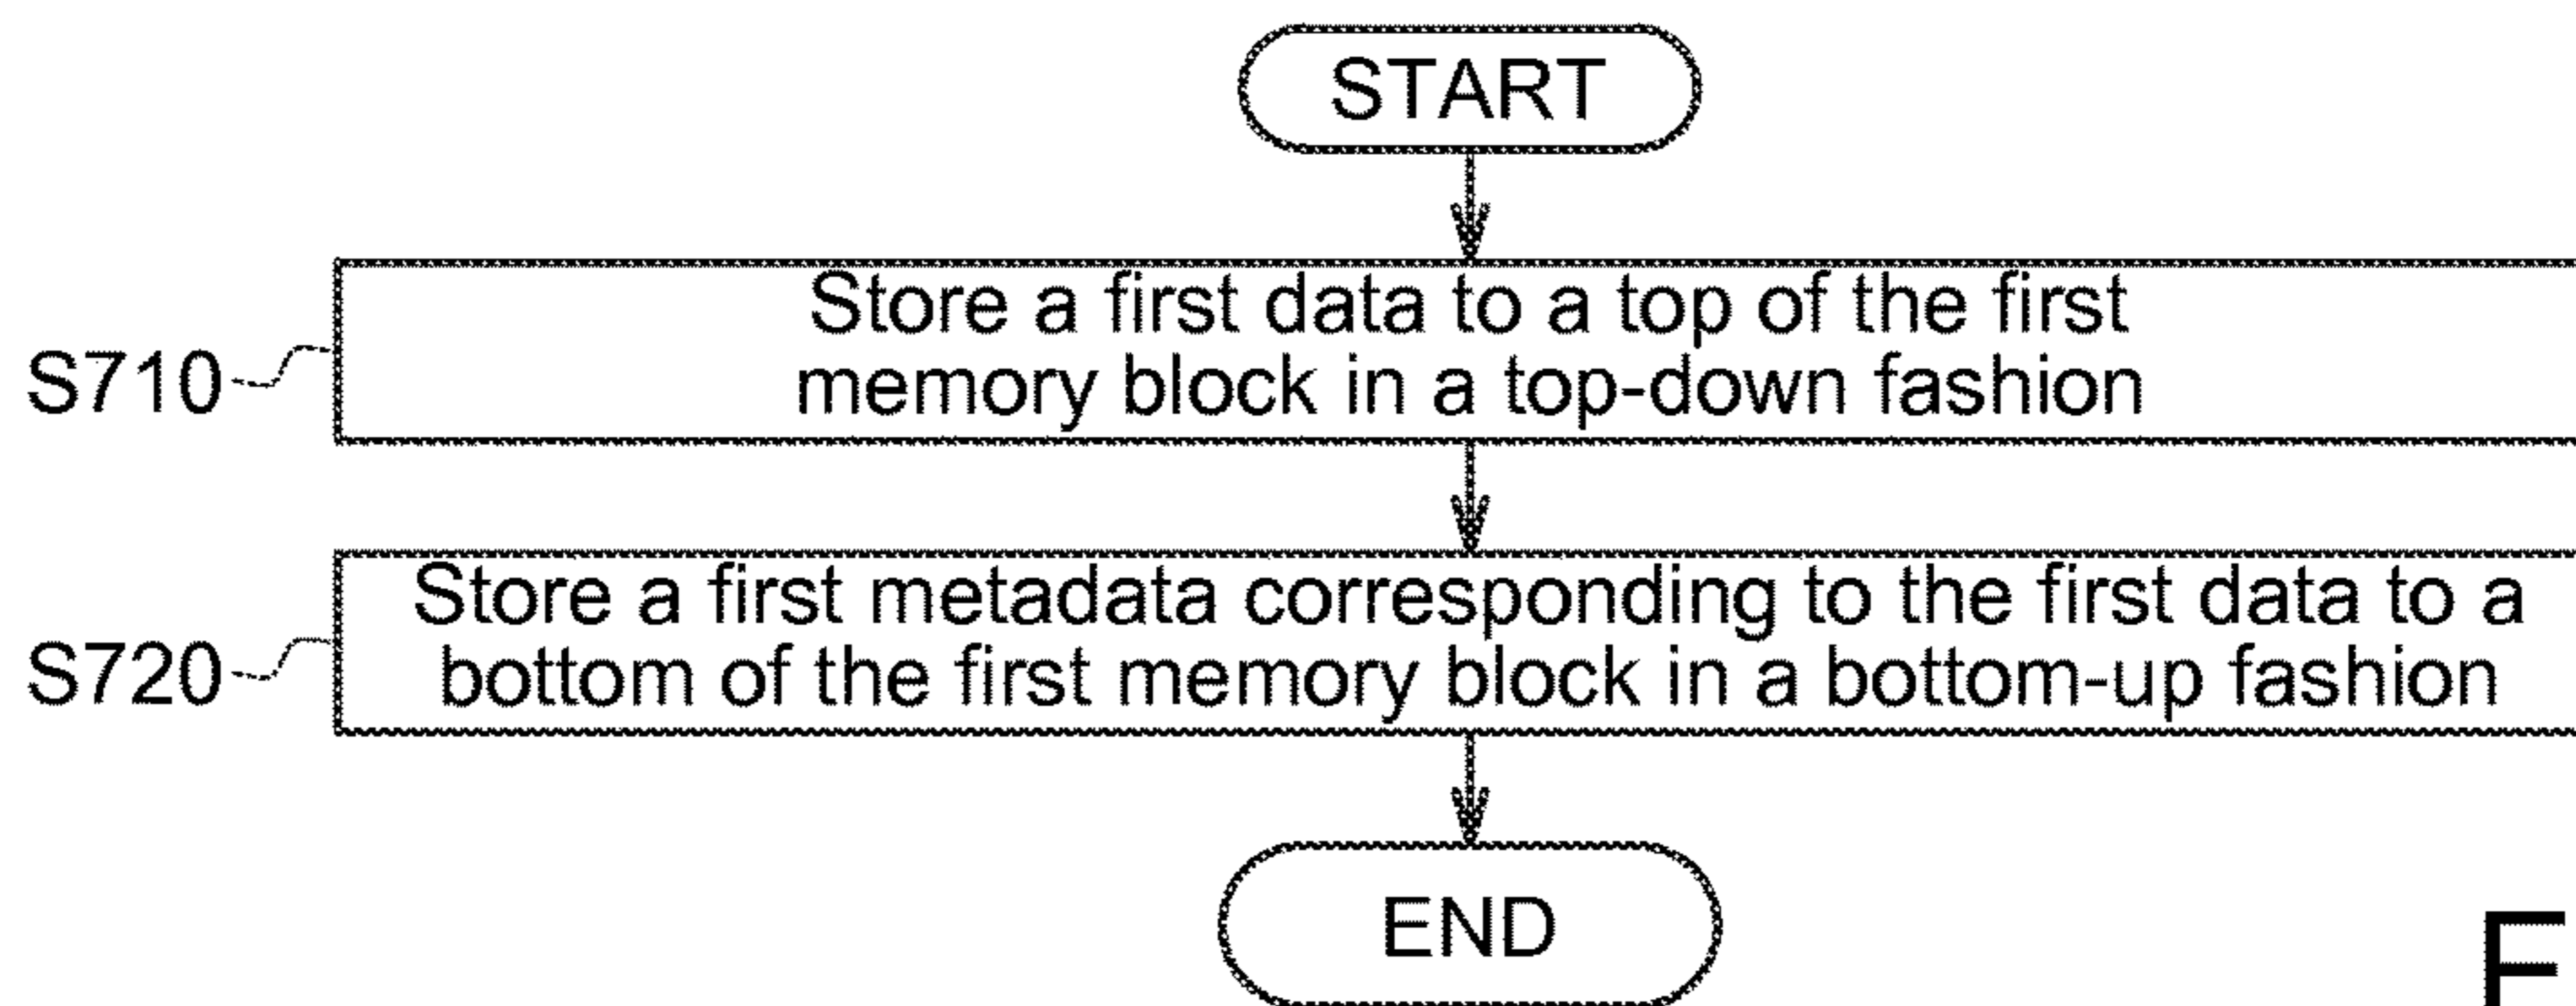 START
Store a first data to a top of the first
S710
memory block in a top-down fashion
Store a first metadata corresponding to the first data to a
S720
bottom of the first memory block in a bottom-up fashion
END